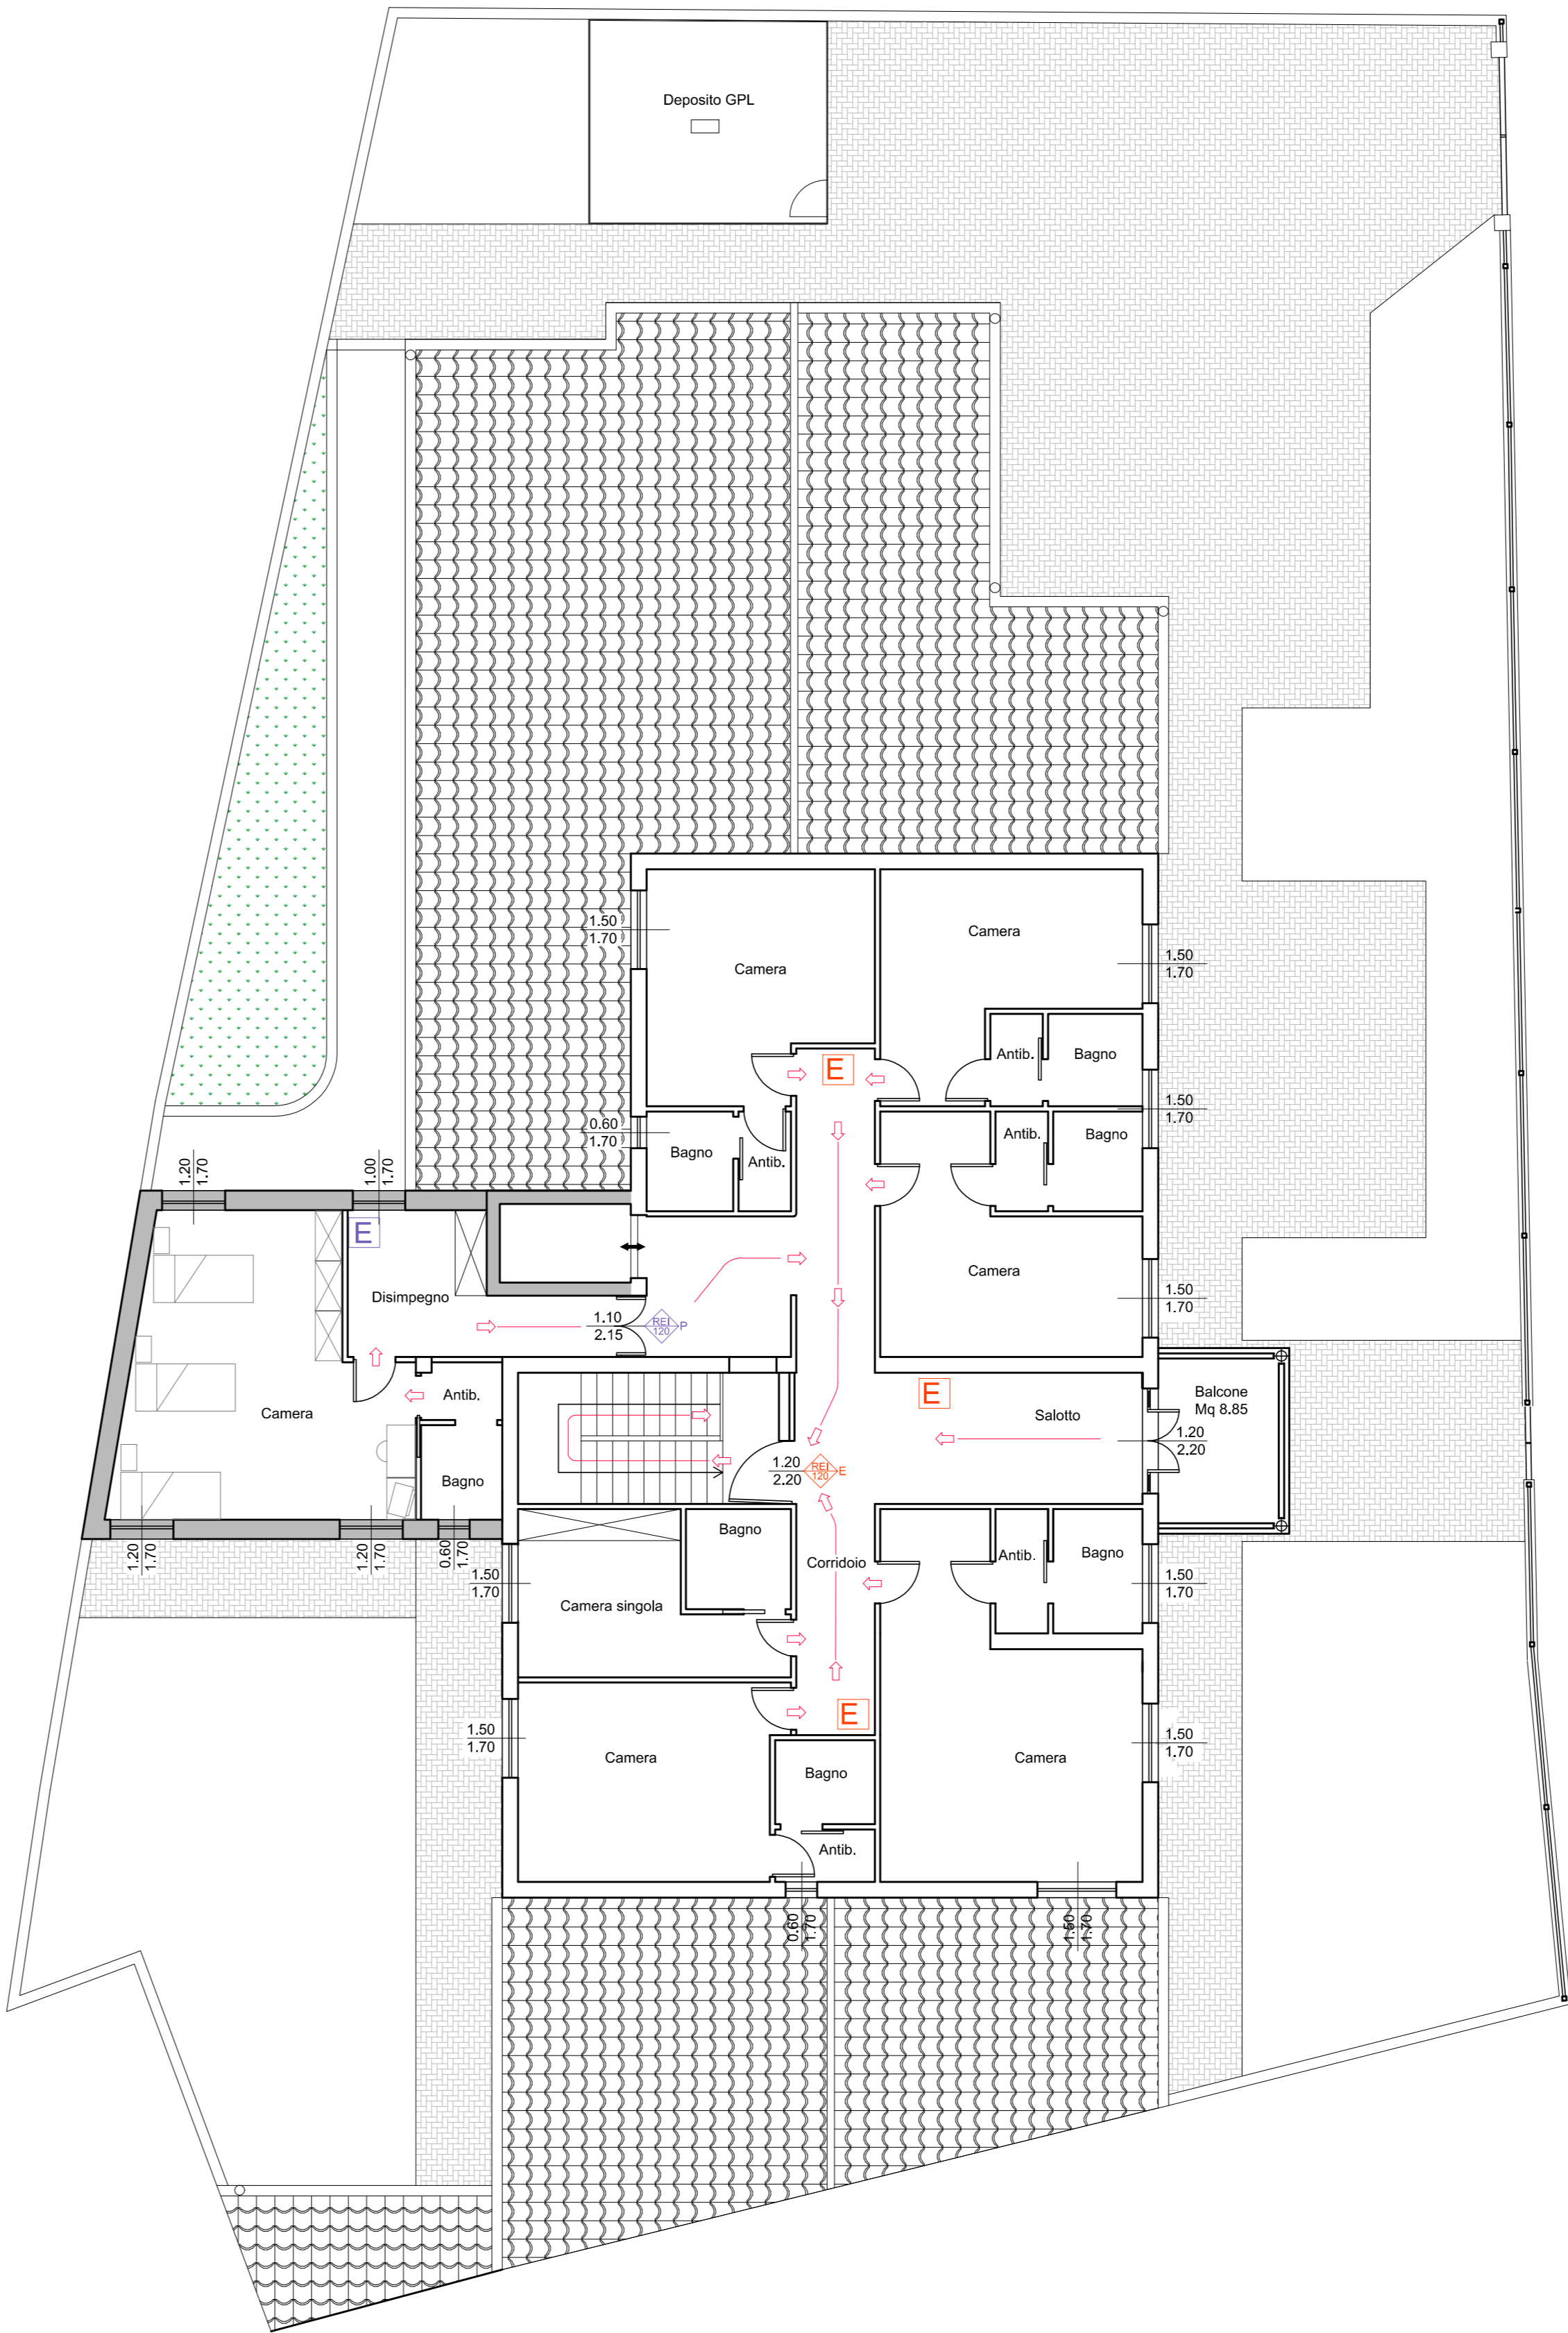 Deposito GPL
1.50
1.70
Camera
Camera
1.50
1.70
Antib.
Bagno
E
1.50
1.70
0.60
1.70
Bagno
Antib.
Antib.
Bagno
1.20
1.70
1.00
1.70
E
Camera
1.50
1.70
Disimpegno
1.10
2.15
REI
120
P
E
Balcone
Mq 8.85
Salotto
Antib.
Camera
1.20
2.20
1.20
2.20
REI
120
E
Bagno
Bagno
Corridoio
Antib.
Bagno
1.20
1.70
1.20
1.70
0.60
1.70
1.50
1.70
1.50
1.70
Camera singola
E
1.50
1.70
1.50
1.70
Camera
Camera
Bagno
Antib.
0.60
1.70
1.50
1.70